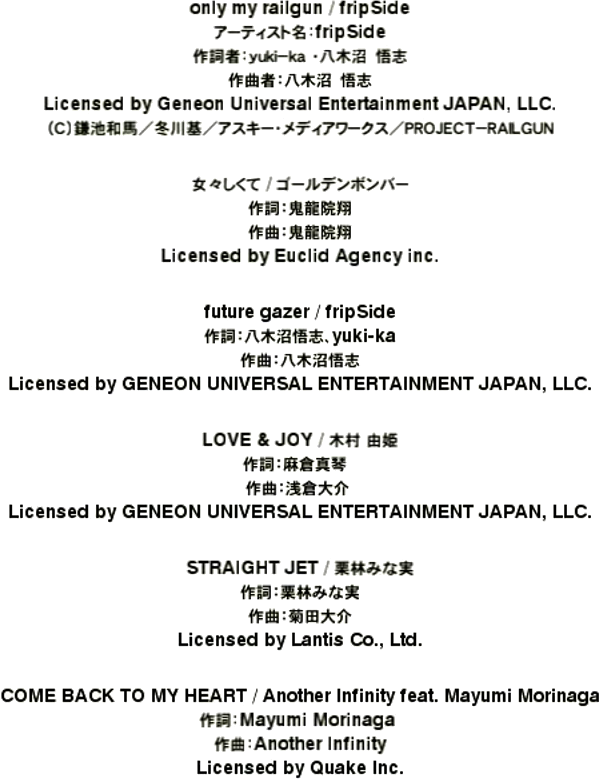 only my railgun / fripSide
アーティスト名：fripSide
作詞者：yuki-ka ・八木沼 悟志
作曲者：八木沼 悟志
Licensed by Geneon Universal Entertainment JAPAN, LLC.
（C）鎌池和馬／冬川基／アスキー・メディアワークス／PROJECT-RAILGUN
女々しくて / ゴールデンボンバー
作詞：鬼龍院翔
作曲：鬼龍院翔
Licensed by Euclid Agency inc.
future gazer / fripSide
作詞：八木沼悟志、yuki-ka
作曲：八木沼悟志
Licensed by GENEON UNIVERSAL ENTERTAINMENT JAPAN, LLC.
LOVE & JOY / 木村 由姫
作詞：麻倉真琴
作曲：浅倉大介
Licensed by GENEON UNIVERSAL ENTERTAINMENT JAPAN, LLC.
STRAIGHT JET / 栗林みな実
作詞：栗林みな実
作曲：菊田大介
Licensed by Lantis Co., Ltd.
COME BACK TO MY HEART / Another Infinity feat. Mayumi Morinaga
作詞：Mayumi Morinaga
作曲：Another Infinity
Licensed by Quake Inc.